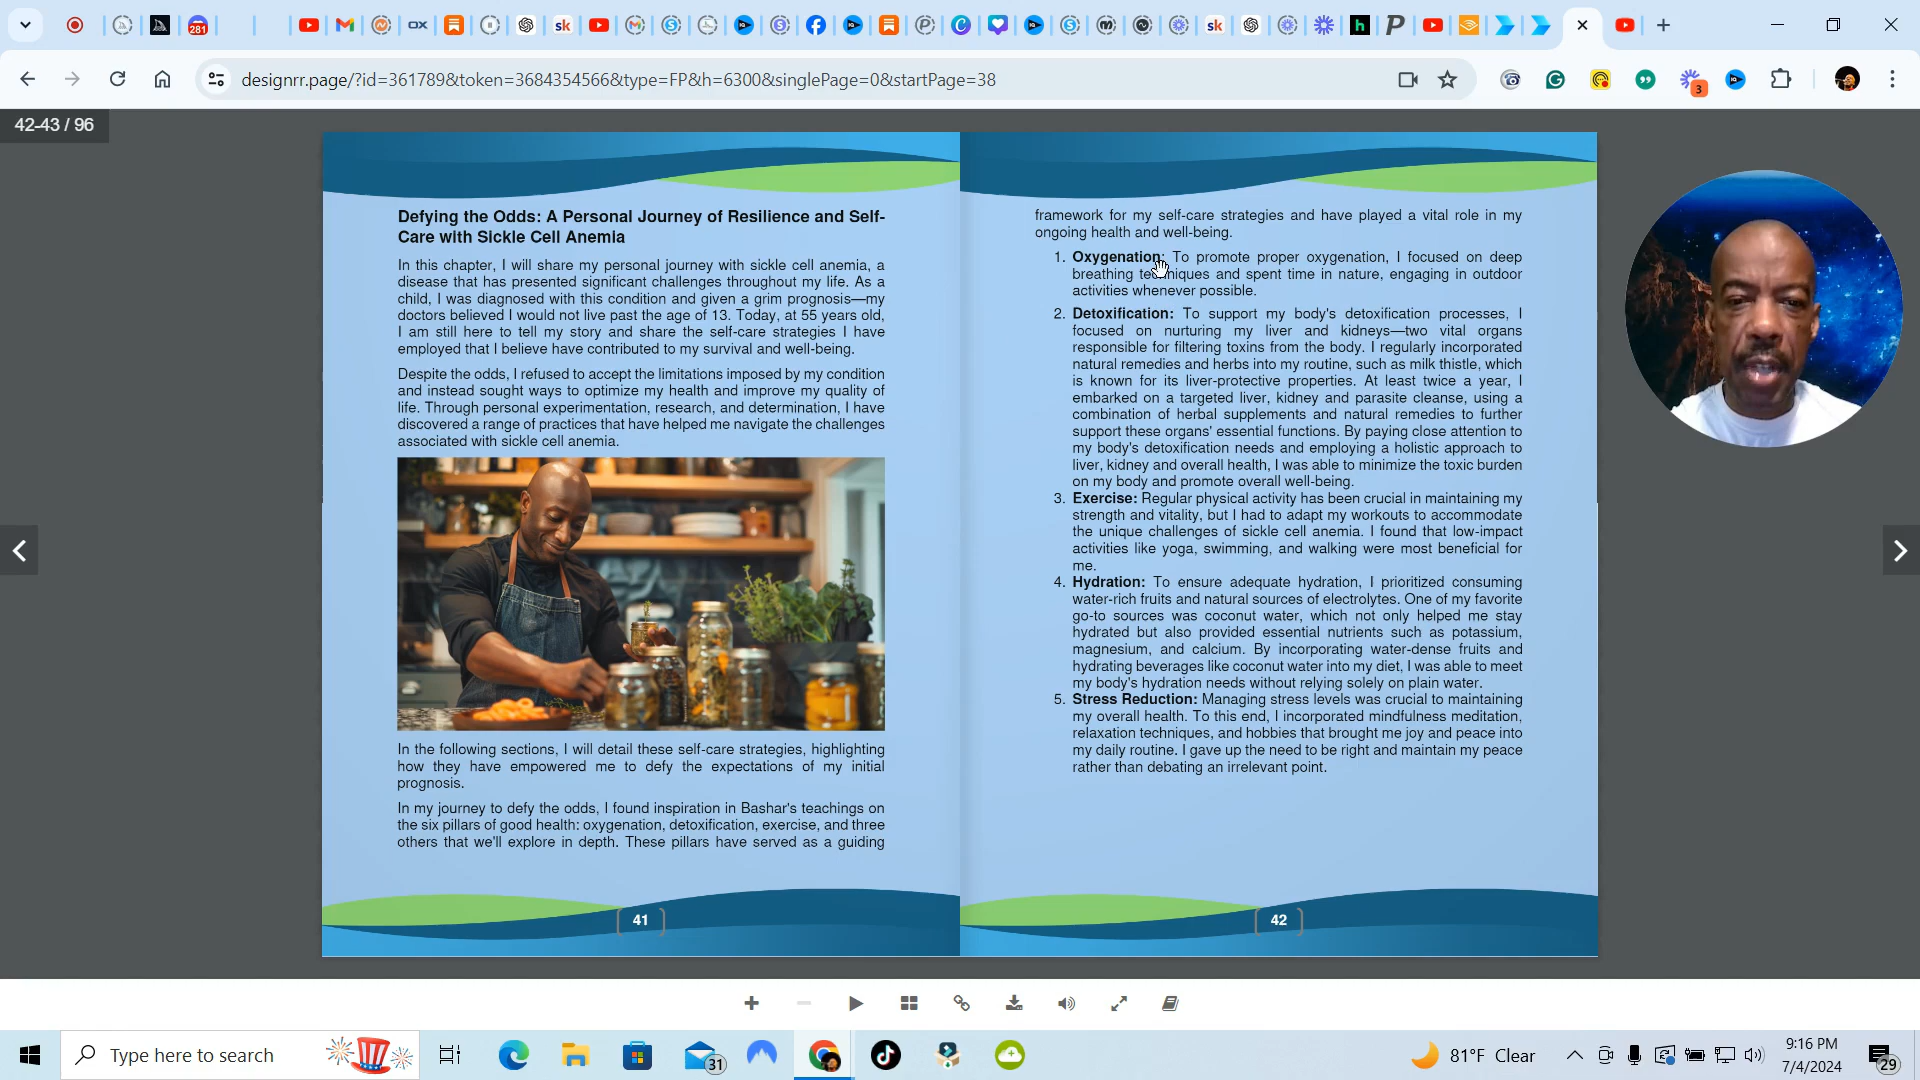 281
designrr.page/?id=361789&token=3684354566&type=FP&h=6300&singlePage=0&startPage=38
3
42-43 / 96
Defying the Odds: A Personal Journey of Resilience and Self-
Care with Sickle Cell Anemia
In this chapter, I will share my personal journey with sickle cell anemia, a
disease that has presented significant challenges throughout my life. As a
child, I was diagnosed with this condition and given a grim prognosis—my
doctors believed I would not live past the age of 13. Today, at 55 years old,
I am still here to tell my story and share the self-care strategies I have
employed that I believe have contributed to my survival and well-being.
Despite the odds, I refused to accept the limitations imposed by my condition
and instead sought ways to optimize my health and improve my quality of
life. Through personal experimentation, research, and determination, I have
discovered a range of practices that have helped me navigate the challenges
associated with sickle cell anemia.
In the following sections, I will detail these self-care strategies, highlighting
how they have empowered me to defy the expectations of my initial
prognosis.
In my journey to defy the odds, I found inspiration in Bashar's teachings on
the six pillars of good health: oxygenation, detoxification, exercise, and three
others that we'll explore in depth. These pillars have served as a guiding
41
framework for my self-care strategies and have played a vital role in my
ongoing health and well-being.
1. Oxygenation: To promote proper oxygenation, I focused on deep
breathing techniques and spent time in nature, engaging in outdoor
activities whenever possible.
2. Detoxification: To support my body's detoxification processes, I
focused on nurturing my liver and kidneys—two vital organs
responsible for filtering toxins from the body. I regularly incorporated
natural remedies and herbs into my routine, such as milk thistle, which
is known for its liver-protective properties. At least twice a year, I
embarked on a targeted liver, kidney and parasite cleanse, using a
combination of herbal supplements and natural remedies to further
support these organs' essential functions. By paying close attention to
my body's detoxification needs and employing a holistic approach to
liver, kidney and overall health, I was able to minimize the toxic burden
on my body and promote overall well-being.
3. Exercise: Regular physical activity has been crucial in maintaining my
strength and vitality, but I had to adapt my workouts to accommodate
the unique challenges of sickle cell anemia. I found that low-impact
activities like yoga, swimming, and walking were most beneficial for
me.
4. Hydration: To ensure adequate hydration, I prioritized consuming
water-rich fruits and natural sources of electrolytes. One of my favorite
go-to sources was coconut water, which not only helped me stay
hydrated but also provided essential nutrients such as potassium,
magnesium, and calcium. By incorporating water-dense fruits and
hydrating beverages like coconut water into my diet, I was able to meet
my body's hydration needs without relying solely on plain water.
5. Stress Reduction: Managing stress levels was crucial to maintaining
my overall health. To this end, I incorporated mindfulness meditation,
relaxation techniques, and hobbies that brought me joy and peace into
my daily routine. I gave up the need to be right and maintain my peace
rather than debating an irrelevant point.
42
Type here to search
31
81°F Clear
9:16 PM
7/4/2024
29